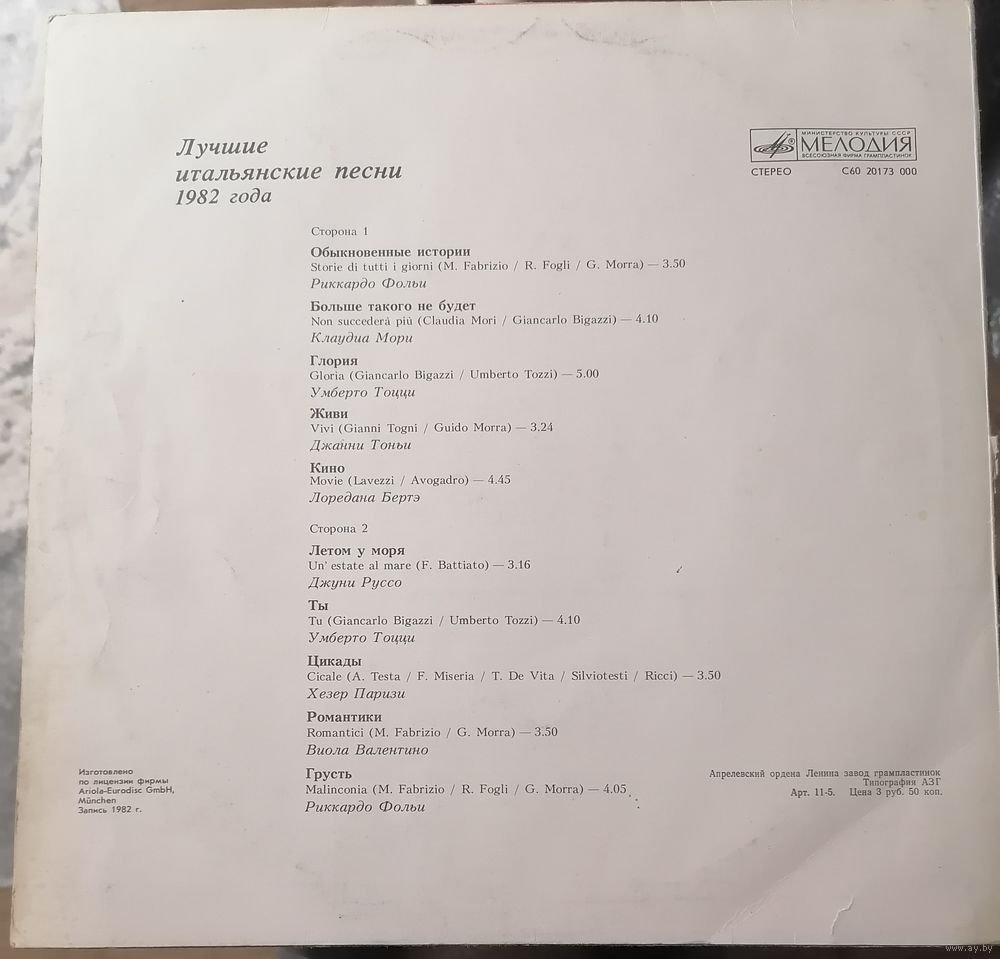 Лучшие
итальянские песни
1982 года
МИНИСТЕРСТВО КУЛЬТУРЫ СССР
МЕЛОДИЯ
ВСЕСОЮЗНАЯ ФИРМА ГРАМПЛАСТИНОК
СТЕРЕО С60 20173 000
Сторона 1
Обыкновенные истории
Storie di tutti i giorni (M. Fabrizio / R. Fogli / G. Morra) — 3.50
Риккардо Фольи
Больше такого не будет
Non succederà più (Claudia Mori / Giancarlo Bigazzi) — 4.10
Клаудиа Мори
Глория
Gloria (Giancarlo Bigazzi / Umberto Tozzi) — 5.00
Умберто Тоцци
Живи
Vivi (Gianni Togni / Guido Morra) — 3.24
Джанни Тоньи
Кино
Movie (Lavezzi / Avogadro) — 4.45
Лоредана Бертэ
Сторона 2
Летом у моря
Un' estate al mare (F. Battiato) — 3.16
Джуни Руссо
Ты
Tu (Giancarlo Bigazzi / Umberto Tozzi) — 4.10
Умберто Тоцци
Цикады
Cicale (A. Testa / F. Miseria / T. De Vita / Silviotesti / Ricci) — 3.50
Хезер Паризи
Романтики
Romantici (M. Fabrizio / G. Morra) — 3.50
Виола Валентино
Грусть
Malinconia (M. Fabrizio / R. Fogli / G. Morra) — 4.05
Риккардо Фольи
Изготовлено
по лицензии фирмы
Ariola-Eurodisc GmbH,
München
Запись 1982 г.
Апрелевский ордена Ленина завод грампластинок
Типография АЗГ
Арт. 11-5. Цена 3 руб. 50 коп.
www.ay.by